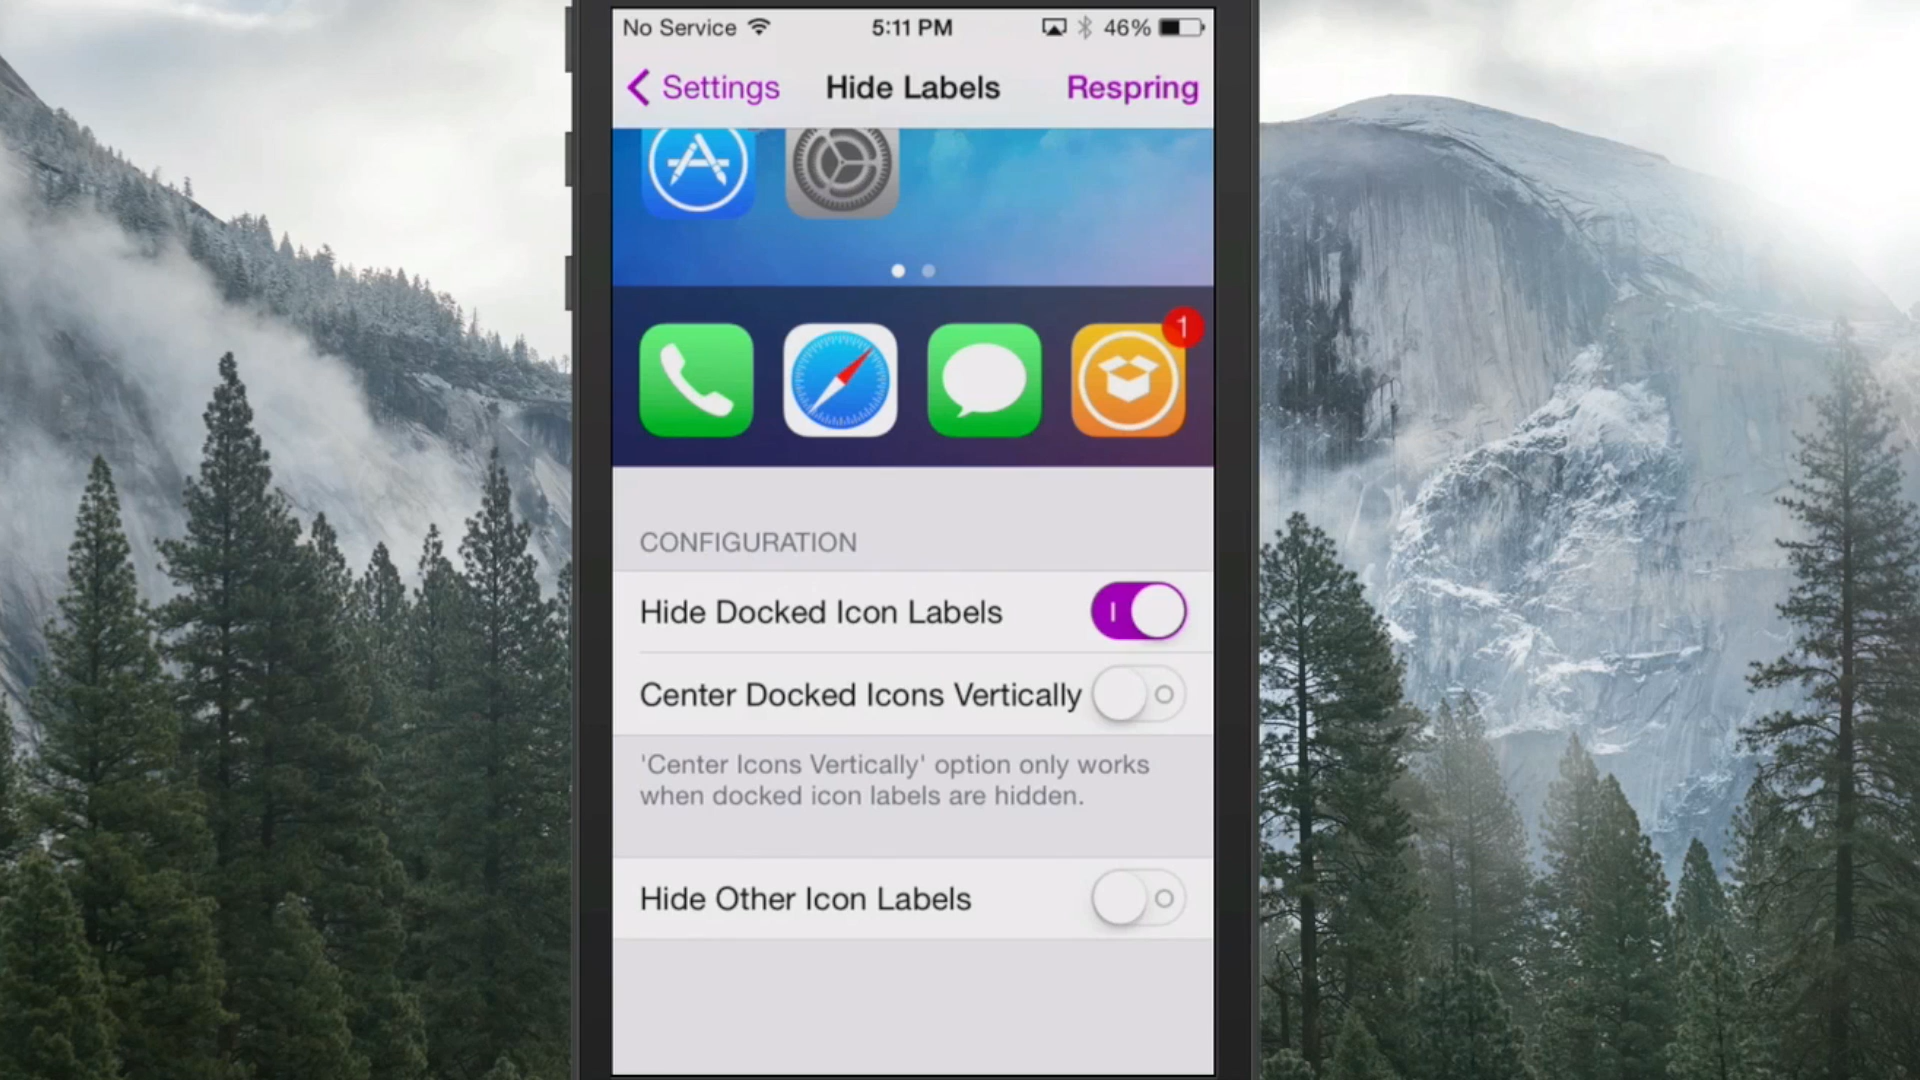 No Service 5:11 PM 46%
Settings Hide Labels Respring
1
CONFIGURATION
Hide Docked Icon Labels
Center Docked Icons Vertically
'Center Icons Vertically' option only works
when docked icon labels are hidden.
Hide Other Icon Labels